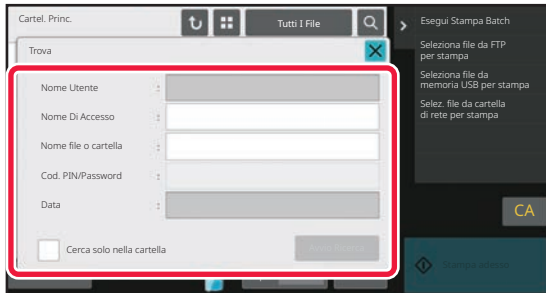 Cartel. Princ.
Tutti I File
Trova
Nome Utente :
Nome Di Accesso :
Nome file o cartella :
Cod. PIN/Password :
Data :
Cerca solo nella cartella
Esegui Stampa Batch
Seleziona file da FTP
per stampa
Seleziona file da
memoria USB per stampa
Selez. file da cartella
di rete per stampa
CA